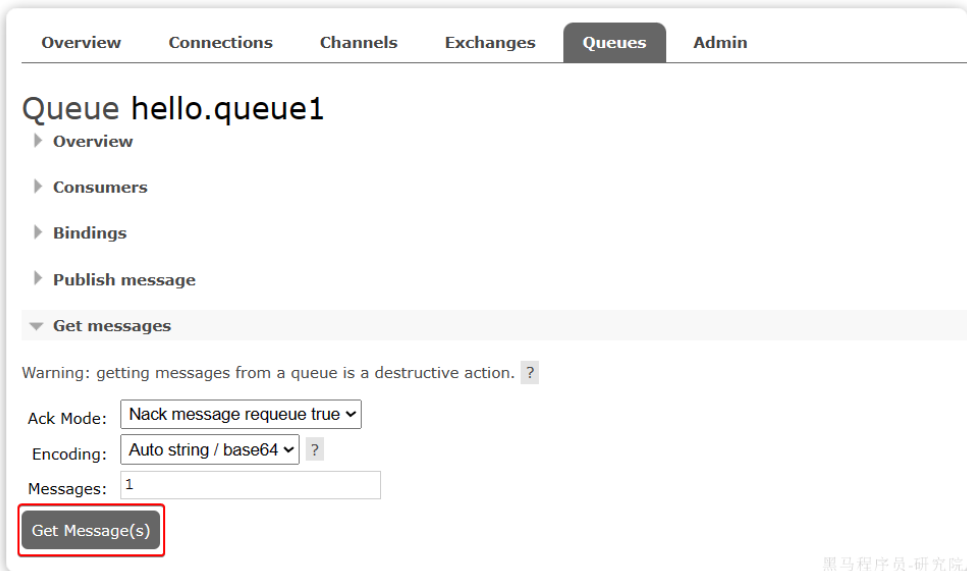 Overview Connections Channels Exchanges Queues Admin
Queue hello.queue1
Overview
Consumers
Bindings
Publish message
Get messages
Warning: getting messages from a queue is a destructive action. ?
Ack Mode: Nack message requeue true
Encoding: Auto string / base64 ?
Messages: 1
Get Message(s)
黑马程序员-研究院